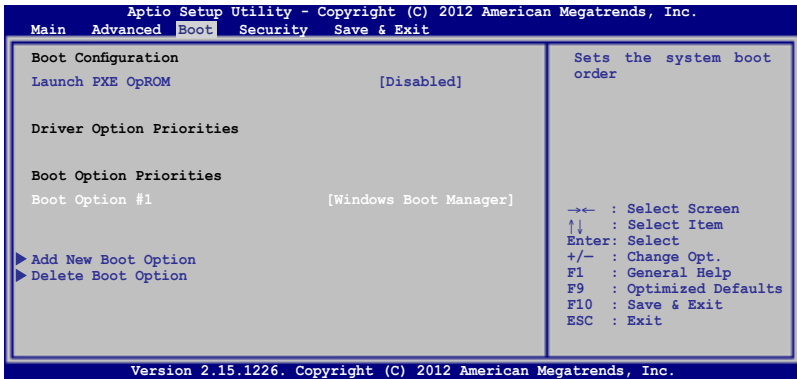 Aptio Setup Utility - Copyright (C) 2012 American Megatrends, Inc.
Main Advanced Boot Security Save & Exit
Boot Configuration
Launch PXE OpROM [Disabled]
Driver Option Priorities
Boot Option Priorities
Boot Option #1 [Windows Boot Manager]
Add New Boot Option
Delete Boot Option
Sets the system boot
order
→← : Select Screen
↑↓ : Select Item
Enter: Select
+/— : Change Opt.
F1 : General Help
F9 : Optimized Defaults
F10 : Save & Exit
ESC : Exit
Version 2.15.1226. Copyright (C) 2012 American Megatrends, Inc.